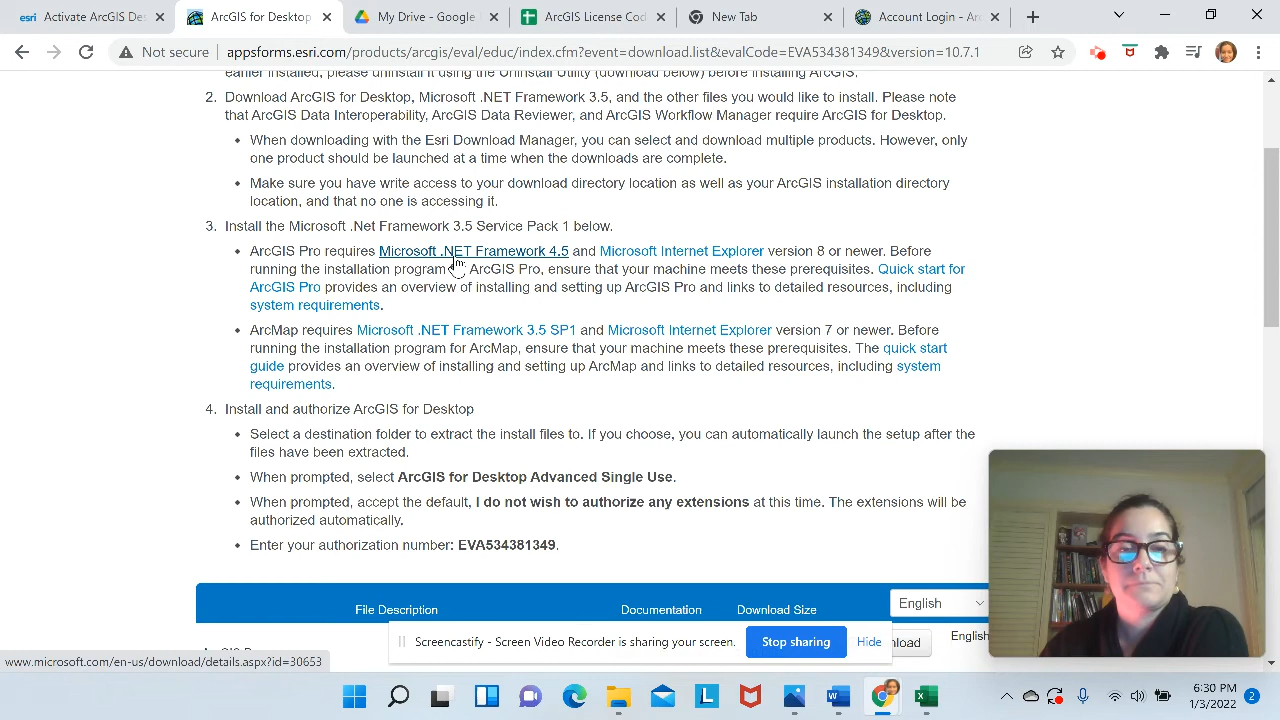 Activate ArcGIS Des
ArcGIS for Desktop
My Drive - Google
ArcGIS License Cod
New Tab
Account Login - Arc
Not secure
appsforms.esri.com/products/arcgis/eval/educ/index.cfm?event=download.list&evalCode=EVA534381349&version=10.7.1
earlier installed, please uninstall it using the Uninstall Utility (download below) before installing ArcGIS.
2. Download ArcGIS for Desktop, Microsoft .NET Framework 3.5, and the other files you would like to install. Please note
that ArcGIS Data Interoperability, ArcGIS Data Reviewer, and ArcGIS Workflow Manager require ArcGIS for Desktop.
• When downloading with the Esri Download Manager, you can select and download multiple products. However, only
one product should be launched at a time when the downloads are complete.
• Make sure you have write access to your download directory location as well as your ArcGIS installation directory
location, and that no one is accessing it.
3. Install the Microsoft .Net Framework 3.5 Service Pack 1 below.
• ArcGIS Pro requires Microsoft .NET Framework 4.5 and Microsoft Internet Explorer version 8 or newer. Before
running the installation program ArcGIS Pro, ensure that your machine meets these prerequisites. Quick start for
ArcGIS Pro provides an overview of installing and setting up ArcGIS Pro and links to detailed resources, including
system requirements.
• ArcMap requires Microsoft .NET Framework 3.5 SP1 and Microsoft Internet Explorer version 7 or newer. Before
running the installation program for ArcMap, ensure that your machine meets these prerequisites. The quick start
guide provides an overview of installing and setting up ArcMap and links to detailed resources, including system
requirements.
4. Install and authorize ArcGIS for Desktop
• Select a destination folder to extract the install files to. If you choose, you can automatically launch the setup after the
files have been extracted.
• When prompted, select ArcGIS for Desktop Advanced Single Use.
• When prompted, accept the default, I do not wish to authorize any extensions at this time. The extensions will be
authorized automatically.
• Enter your authorization number: EVA534381349.
File Description Documentation Download Size English
Screencastify - Screen Video Recorder is sharing your screen. Stop sharing Hide
nload
English
www.microsoft.com/en-us/download/details.aspx?id=30653
6:30 PM
1/3/2022
2